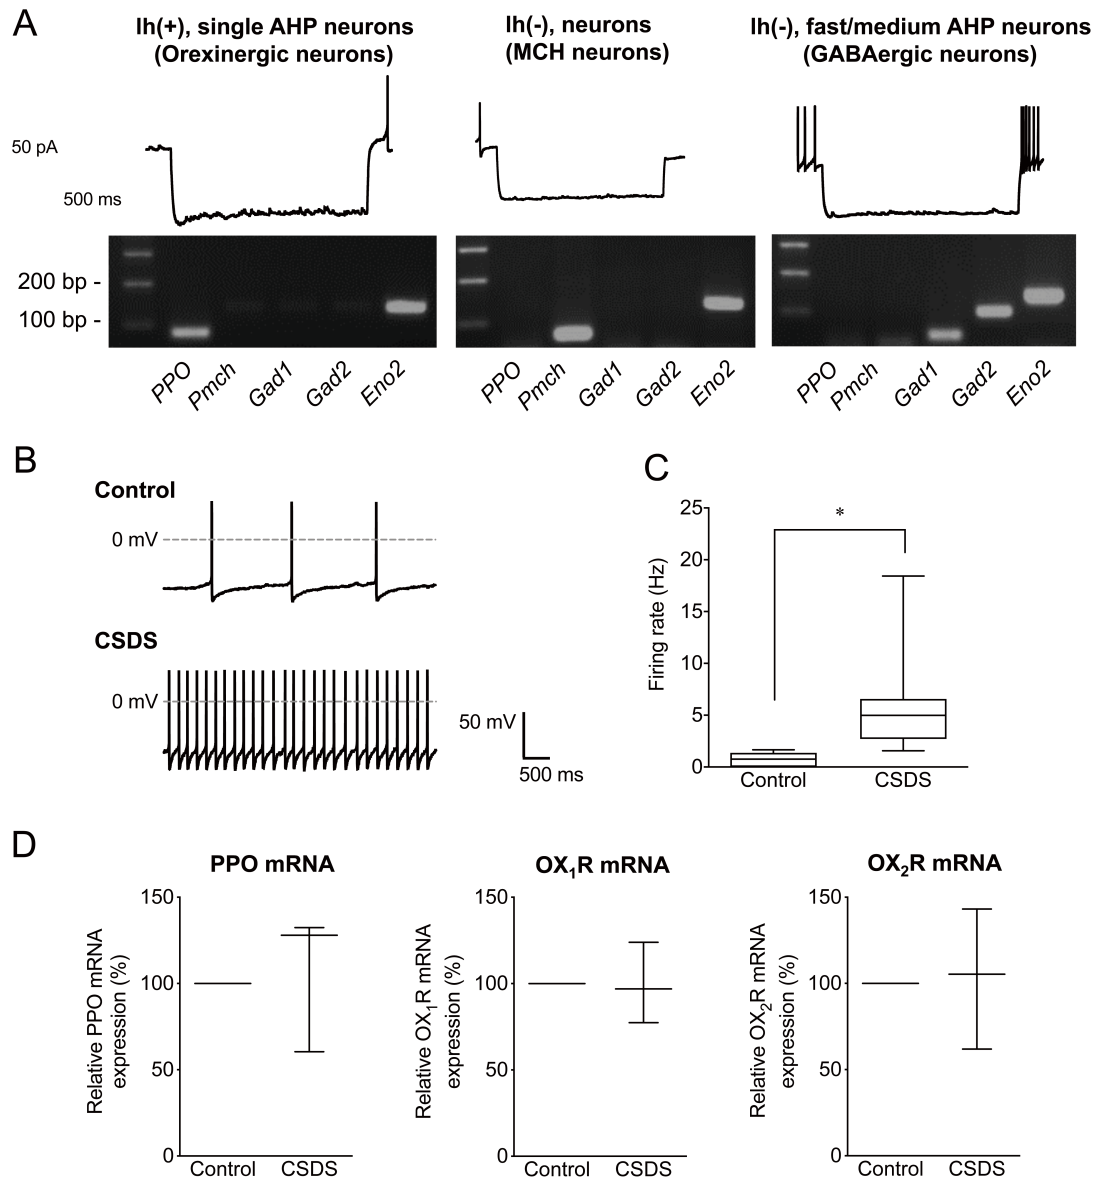 A
Ih(+), single AHP neurons
(Orexinergic neurons)
Ih(-), neurons
(MCH neurons)
Ih(-), fast/medium AHP neurons
(GABAergic neurons)
50 pA
500 ms
200 bp -
100 bp -
PPO
Pmch
Gad1
Gad2
Eno2
PPO
Pmch
Gad1
Gad2
Eno2
PPO
Pmch
Gad1
Gad2
Eno2
B
Control
0 mV
CSDS
0 mV
50 mV
500 ms
C
Firing rate (Hz)
25
20
15
10
5
0
*
Control
CSDS
D
PPO mRNA
Relative PPO mRNA
expression (%)
150
100
50
0
Control
CSDS
OX₁R mRNA
Relative OX₁R mRNA
expression (%)
150
100
50
0
Control
CSDS
OX₂R mRNA
Relative OX₂R mRNA
expression (%)
150
100
50
0
Control
CSDS